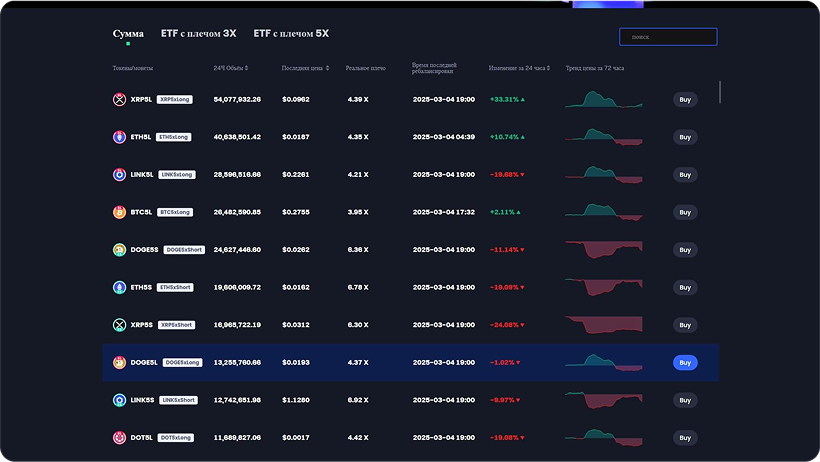 Сумма ETF с плечом 3X ETF с плечом 5X поиск
Токены/монеты 24Ч Объём Последняя цена Реальное плечо Время последней ребалансировки Изменение за 24 часа Тренд цены за 72 часа
XRP5L XRP5xLong 54,077,932.26 $0.0962 4.39 X 2025-03-04 19:00 +33.31% Buy
ETH5L ETH5xLong 40,638,501.42 $0.0187 4.35 X 2025-03-04 04:39 +10.74% Buy
LINK5L LINK5xLong 28,596,516.66 $0.2261 4.21 X 2025-03-04 19:00 -19.68% Buy
BTC5L BTC5xLong 26,482,590.85 $0.2755 3.95 X 2025-03-04 17:32 +2.11% Buy
DOGE5S DOGE5xShort 24,627,446.60 $0.0262 6.36 X 2025-03-04 19:00 -11.14% Buy
ETH5S ETH5xShort 19,606,009.72 $0.0162 6.78 X 2025-03-04 19:00 -19.09% Buy
XRP5S XRP5xShort 16,965,722.19 $0.0312 6.30 X 2025-03-04 19:00 -24.08% Buy
DOGE5L DOGE5xLong 13,255,760.66 $0.0193 4.37 X 2025-03-04 19:00 -1.02% Buy
LINK5S LINK5xShort 12,742,651.98 $1.1280 6.92 X 2025-03-04 19:00 -9.97% Buy
DOT5L DOT5xLong 11,689,827.06 $0.0017 4.42 X 2025-03-04 19:00 -19.08% Buy